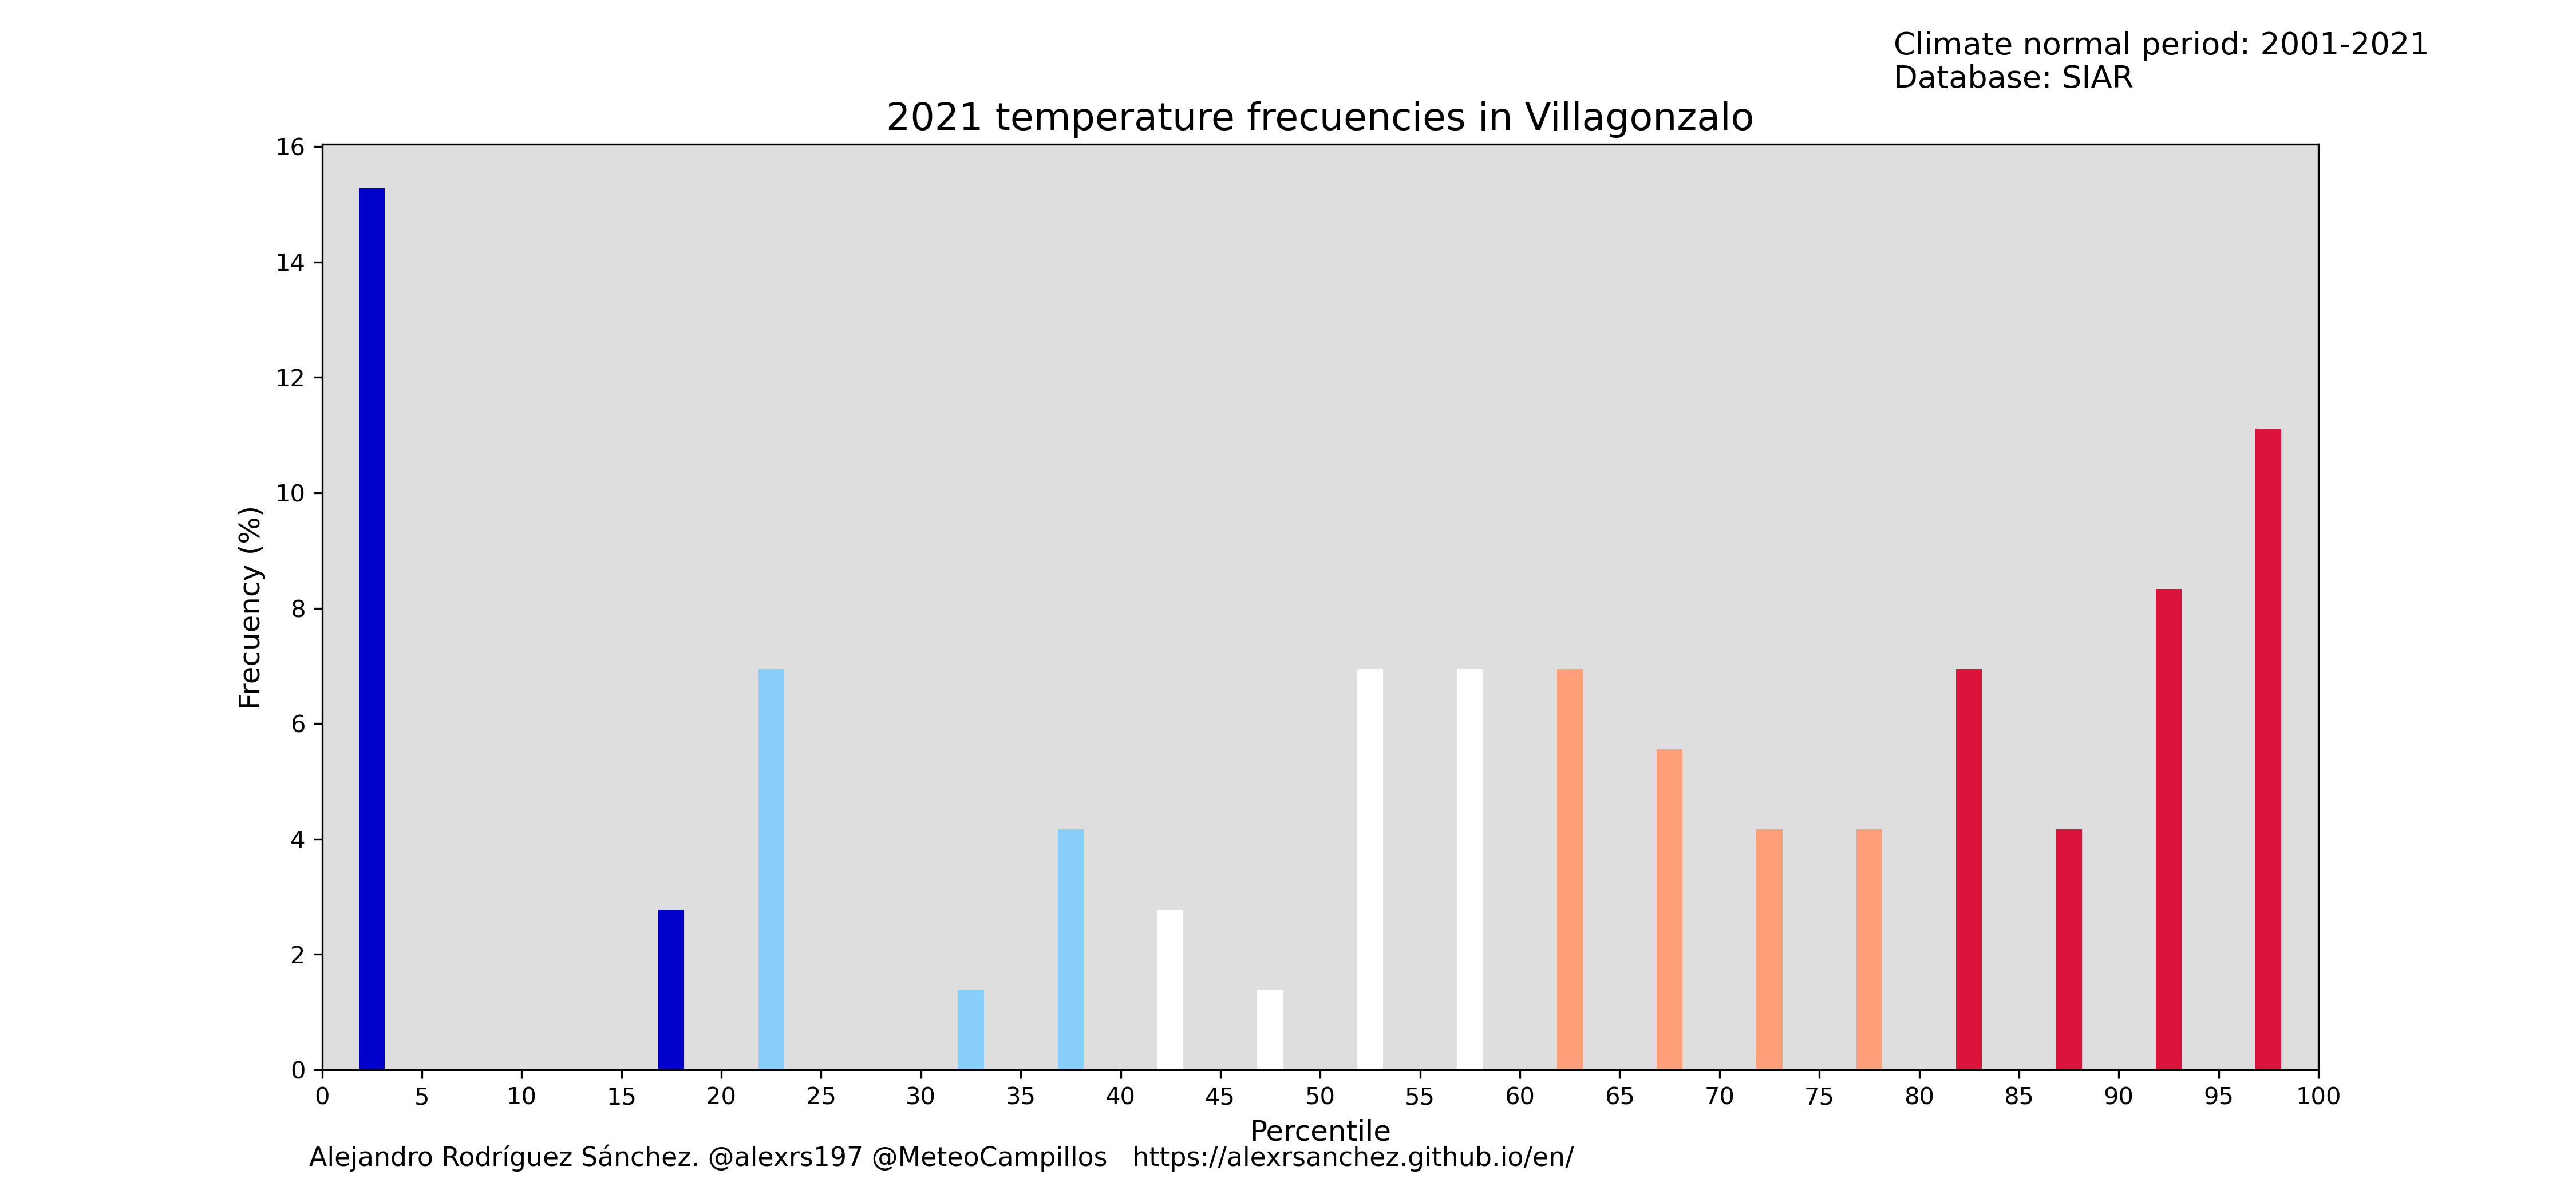 Climate normal period: 2001-2021
Database: SIAR
2021 temperature frecuencies in Villagonzalo
16
14
12
10
8
6
4
2
0
Frecuency (%)
0 5 10 15 20 25 30 35 40 45 50 55 60 65 70 75 80 85 90 95 100
Percentile
Alejandro Rodríguez Sánchez. @alexrs197 @MeteoCampillos https://alexrsanchez.github.io/en/